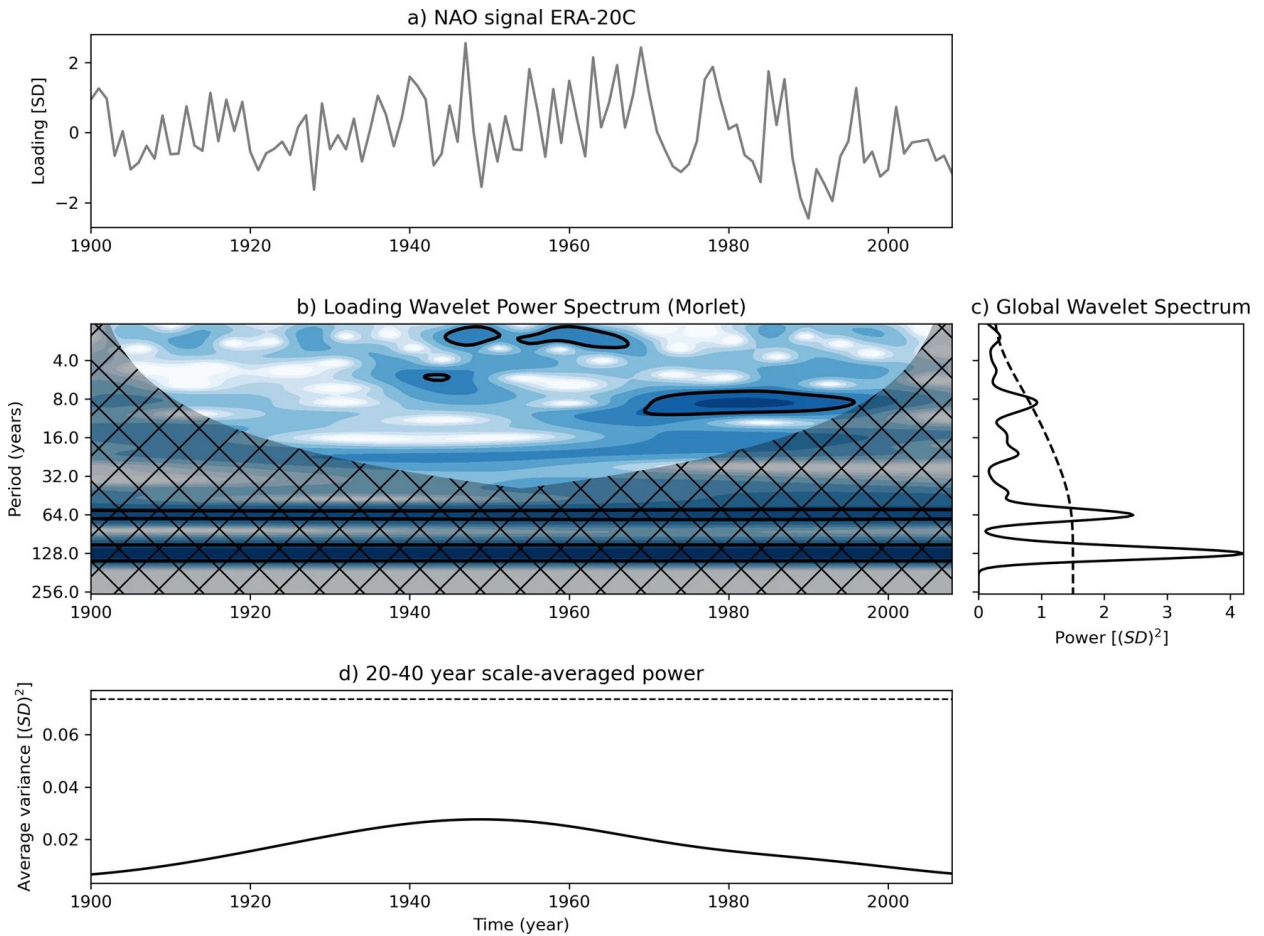 a) NAO signal ERA-20C
Loading [SD]
2
0
−2
1900 1920 1940 1960 1980 2000
b) Loading Wavelet Power Spectrum (Morlet)
Period (years)
4.0
8.0
16.0
32.0
64.0
128.0
256.0
1900 1920 1940 1960 1980 2000
c) Global Wavelet Spectrum
0 1 2 3 4
Power [(SD)²]
d) 20-40 year scale-averaged power
Average variance [(SD)²]
0.06
0.04
0.02
1900 1920 1940 1960 1980 2000
Time (year)